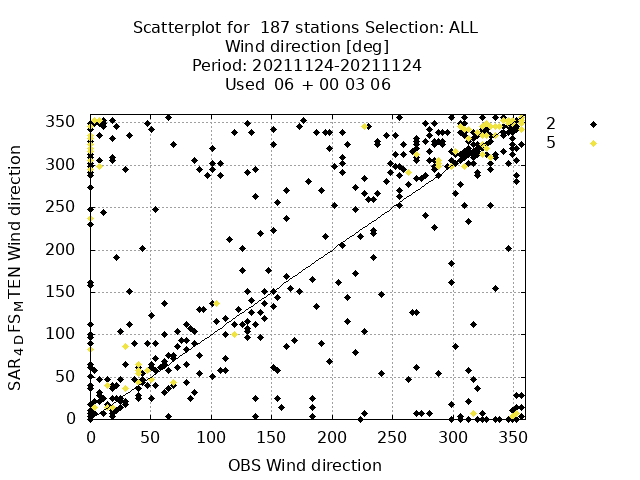 Scatterplot for 187 stations Selection: ALL
Wind direction [deg]
Period: 20211124-20211124
Used 06 + 00 03 06
2
5
SAR4DFSMTEN Wind direction
350
300
250
200
150
100
50
0
0 50 100 150 200 250 300 350
OBS Wind direction